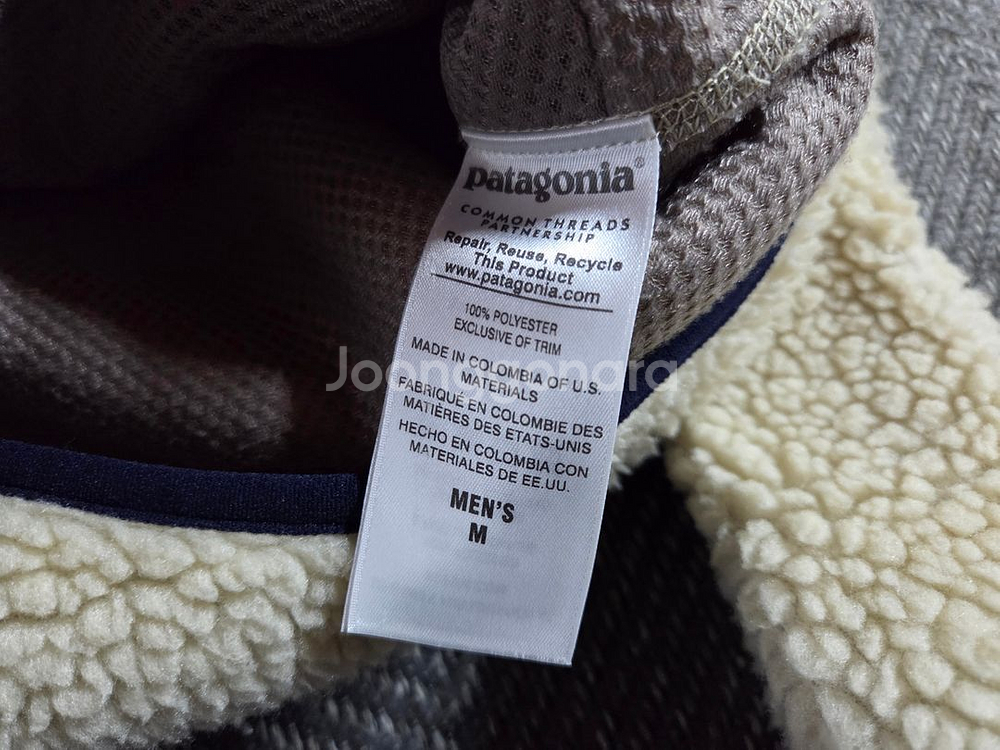 patagonia®
COMMON THREADS
PARTNERSHIP
Repair, Reuse, Recycle
This Product
www.patagonia.com
100% POLYESTER
EXCLUSIVE OF TRIM
MADE IN COLOMBIA OF U.S.
MATERIALS
FABRIQUÉ EN COLOMBIE DES
MATIÈRES DES ETATS-UNIS
HECHO EN COLOMBIA CON
MATERIALES DE EE.UU.
MEN'S
M
Joonggonara